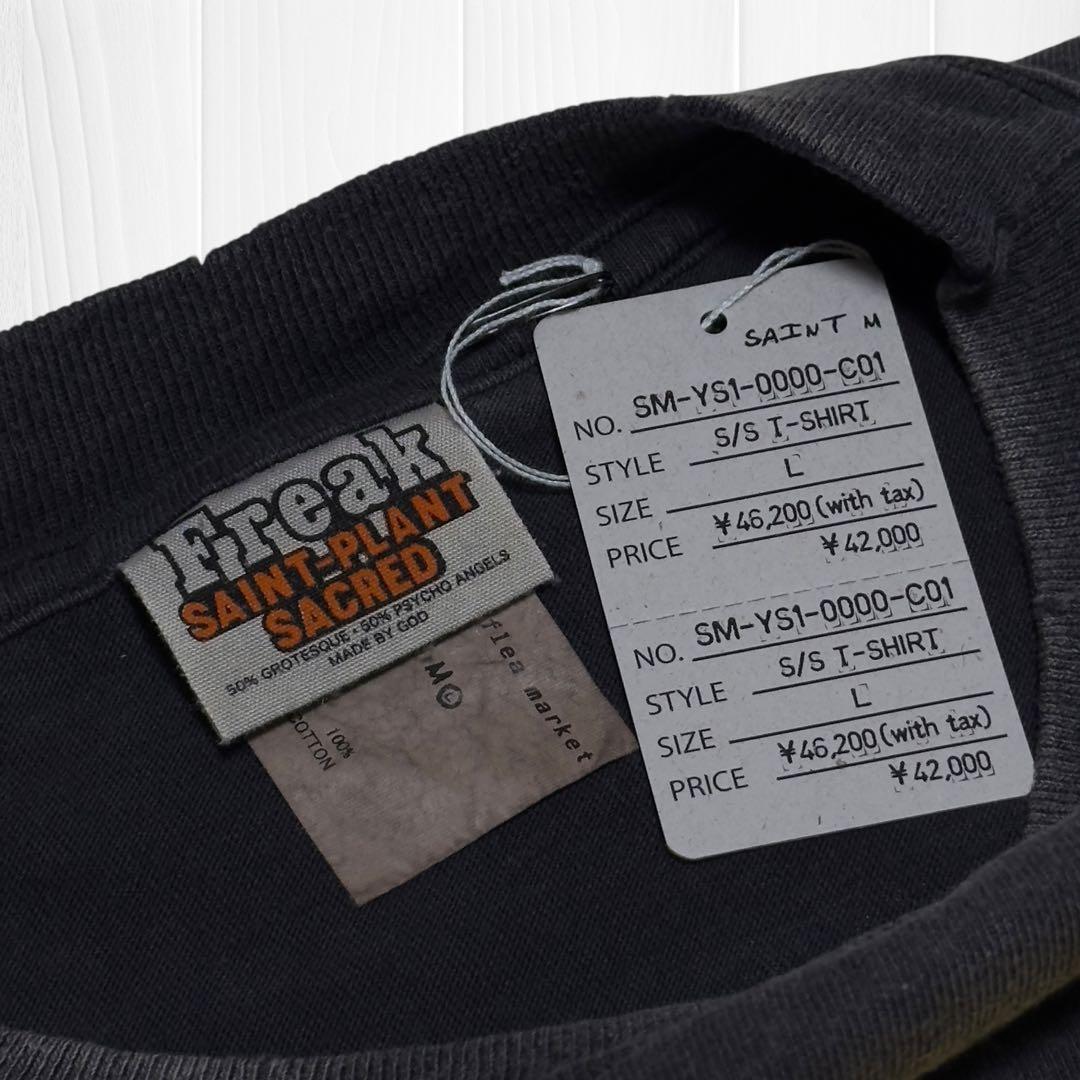 Freak
SAINT-PLANT
SACRED
50% GROTESQUE - 50% PSYCHO ANGELS
MADE BY GOD
flea market
M©
100%
COTTON
SAINT M
NO. SM-YS1-0000-C01
STYLE S/S T-SHIRT
SIZE L
PRICE ¥46,200(with tax)
¥42,000
NO. SM-YS1-0000-C01
STYLE S/S T-SHIRT
SIZE L
PRICE ¥46,200(with tax)
¥42,000